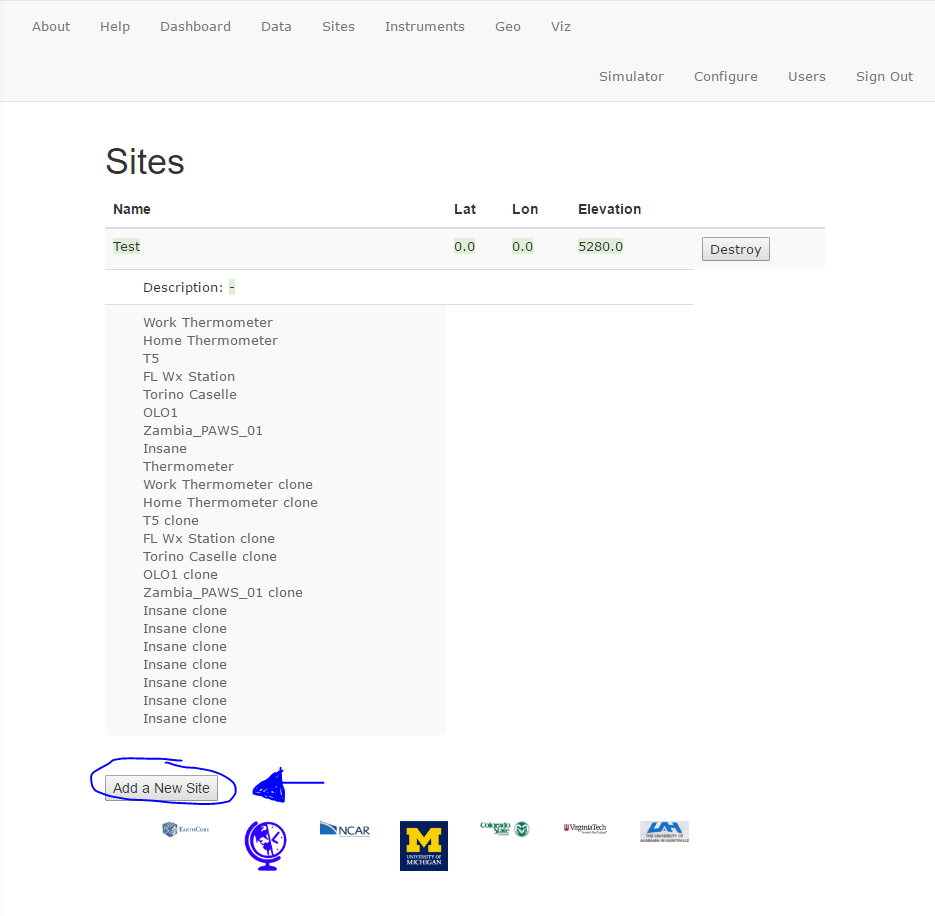 About Help Dashboard Data Sites Instruments Geo Viz
Simulator Configure Users Sign Out
Sites
Name Lat Lon Elevation
Test 0.0 0.0 5280.0 Destroy
Description: -
Work Thermometer
Home Thermometer
T5
FL Wx Station
Torino Caselle
OLO1
Zambia_PAWS_01
Insane
Thermometer
Work Thermometer clone
Home Thermometer clone
T5 clone
FL Wx Station clone
Torino Caselle clone
OLO1 clone
Zambia_PAWS_01 clone
Insane clone
Insane clone
Insane clone
Insane clone
Insane clone
Insane clone
Insane clone
Add a New Site
EARTHCUBE NCAR M Colorado State VirginiaTech UAH
UNIVERSITY OF MICHIGAN
THE UNIVERSITY OF
ALABAMA IN HUNTSVILLE